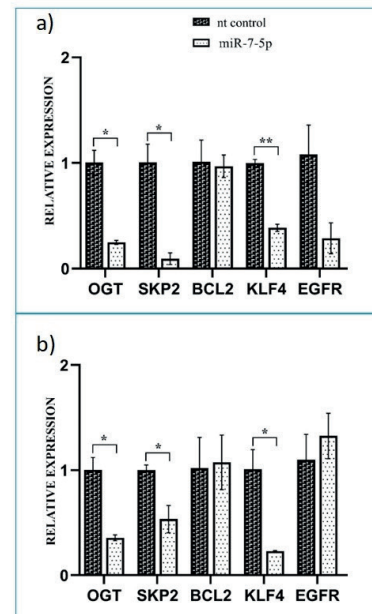 a)
nt control
miR-7-5p
RELATIVE EXPRESSION
2
1
0
*
*
**
OGT SKP2 BCL2 KLF4 EGFR
b)
RELATIVE EXPRESSION
2
1
0
*
*
*
OGT SKP2 BCL2 KLF4 EGFR